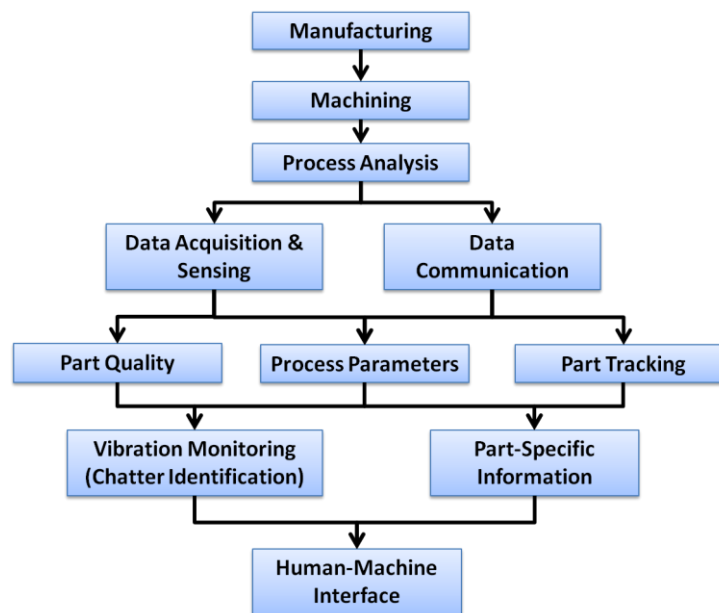 Manufacturing
Machining
Process Analysis
Data Acquisition &
Sensing
Data
Communication
Part Quality
Process Parameters
Part Tracking
Vibration Monitoring
(Chatter Identification)
Part-Specific
Information
Human-Machine
Interface